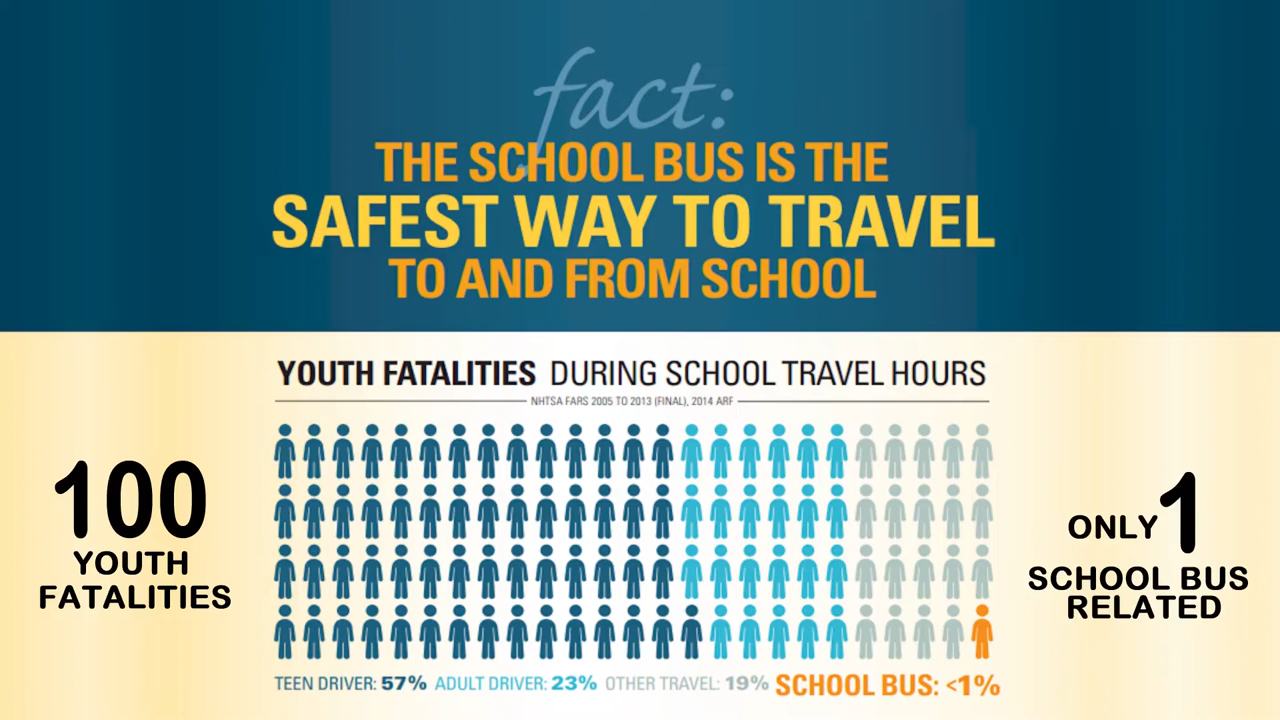 fact:
THE SCHOOL BUS IS THE
SAFEST WAY TO TRAVEL
TO AND FROM SCHOOL
YOUTH FATALITIES DURING SCHOOL TRAVEL HOURS
NHTSA FARS 2005 TO 2013 (FINAL), 2014 ARF
100
YOUTH
FATALITIES
ONLY 1
SCHOOL BUS
RELATED
TEEN DRIVER: 57% ADULT DRIVER: 23% OTHER TRAVEL: 19% SCHOOL BUS: <1%